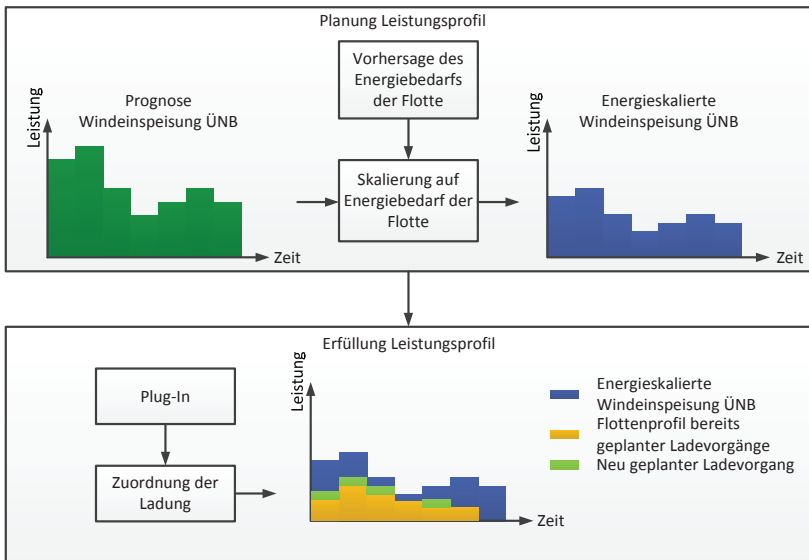 Planung Leistungsprofil
Leistung
Prognose
Windeinspeisung ÜNB
Zeit
Vorhersage des
Energiebedarfs
der Flotte
Skalierung auf
Energiebedarf der
Flotte
Leistung
Energieskalierte
Windeinspeisung ÜNB
Zeit
Erfüllung Leistungsprofil
Plug-In
Zuordnung der
Ladung
Leistung
Zeit
Energieskalierte
Windeinspeisung ÜNB
Flottenprofil bereits
geplanter Ladevorgänge
Neu geplanter Ladevorgang